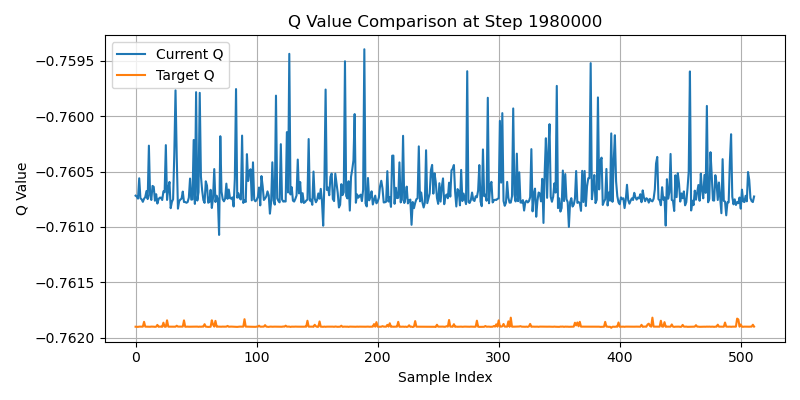 Q Value Comparison at Step 1980000
Current Q
Target Q
−0.7595
−0.7600
−0.7605
−0.7610
−0.7615
−0.7620
Q Value
0
100
200
300
400
500
Sample Index